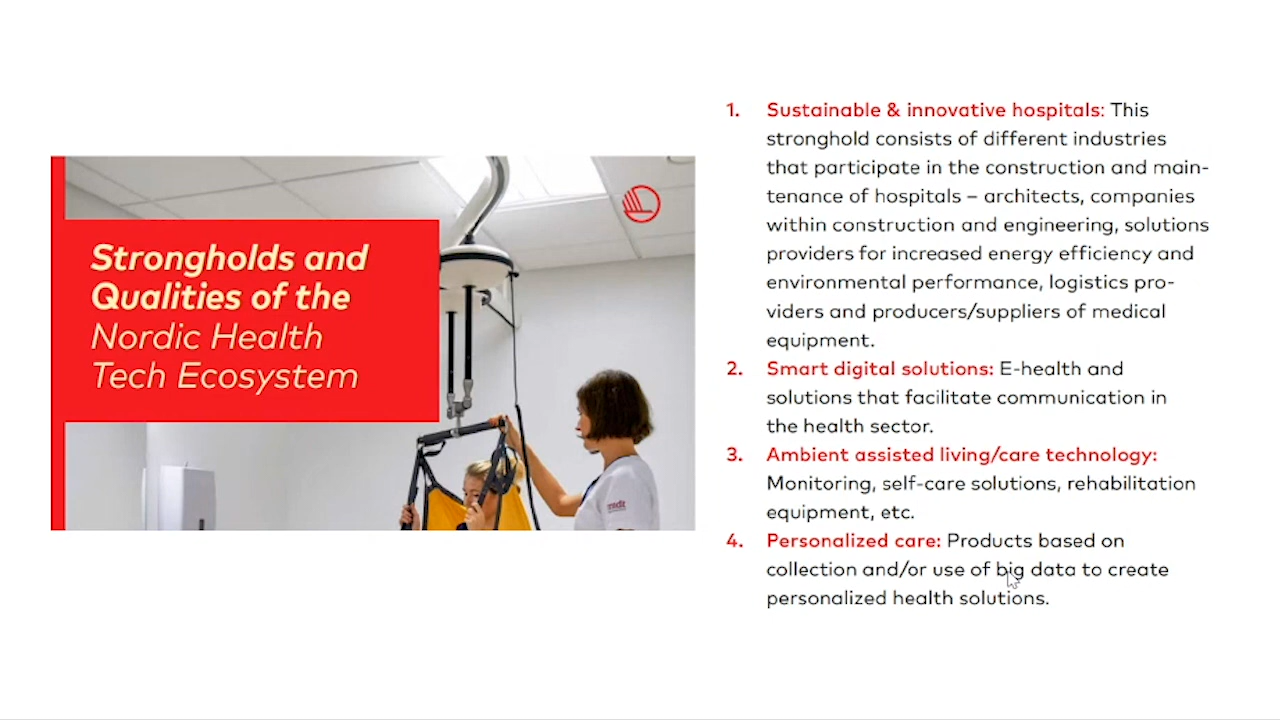 Strongholds and
Qualities of the
Nordic Health
Tech Ecosystem
1. Sustainable & innovative hospitals: This
stronghold consists of different industries
that participate in the construction and main-
tenance of hospitals – architects, companies
within construction and engineering, solutions
providers for increased energy efficiency and
environmental performance, logistics pro-
viders and producers/suppliers of medical
equipment.
2. Smart digital solutions: E-health and
solutions that facilitate communication in
the health sector.
3. Ambient assisted living/care technology:
Monitoring, self-care solutions, rehabilitation
equipment, etc.
4. Personalized care: Products based on
collection and/or use of big data to create
personalized health solutions.